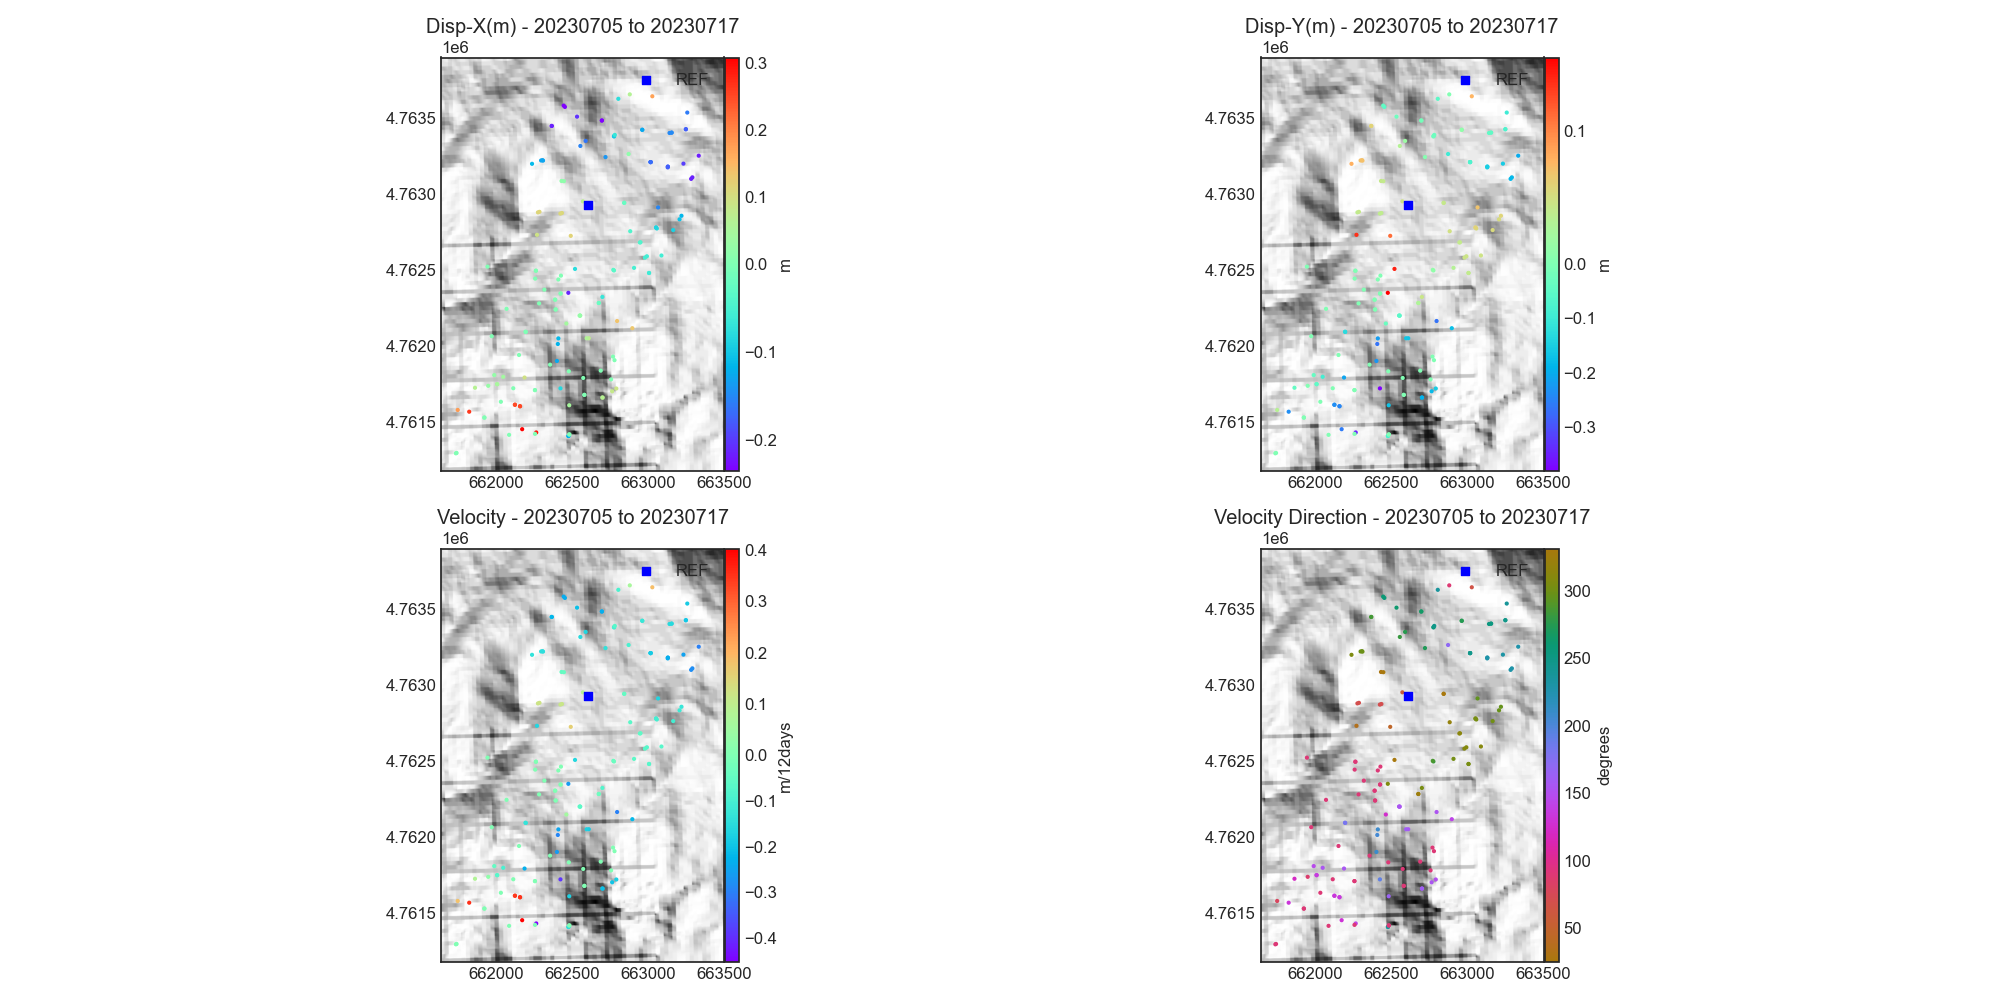 Disp-X(m) - 20230705 to 20230717
1e6
REF
4.7635
4.7630
4.7625
4.7620
4.7615
662000 662500 663000 663500
0.3
0.2
0.1
0.0
−0.1
−0.2
m
Disp-Y(m) - 20230705 to 20230717
1e6
REF
4.7635
4.7630
4.7625
4.7620
4.7615
662000 662500 663000 663500
0.1
0.0
−0.1
−0.2
−0.3
m
Velocity - 20230705 to 20230717
1e6
REF
4.7635
4.7630
4.7625
4.7620
4.7615
662000 662500 663000 663500
0.4
0.3
0.2
0.1
0.0
−0.1
−0.2
−0.3
−0.4
m/12days
Velocity Direction - 20230705 to 20230717
1e6
REF
4.7635
4.7630
4.7625
4.7620
4.7615
662000 662500 663000 663500
300
250
200
150
100
50
degrees